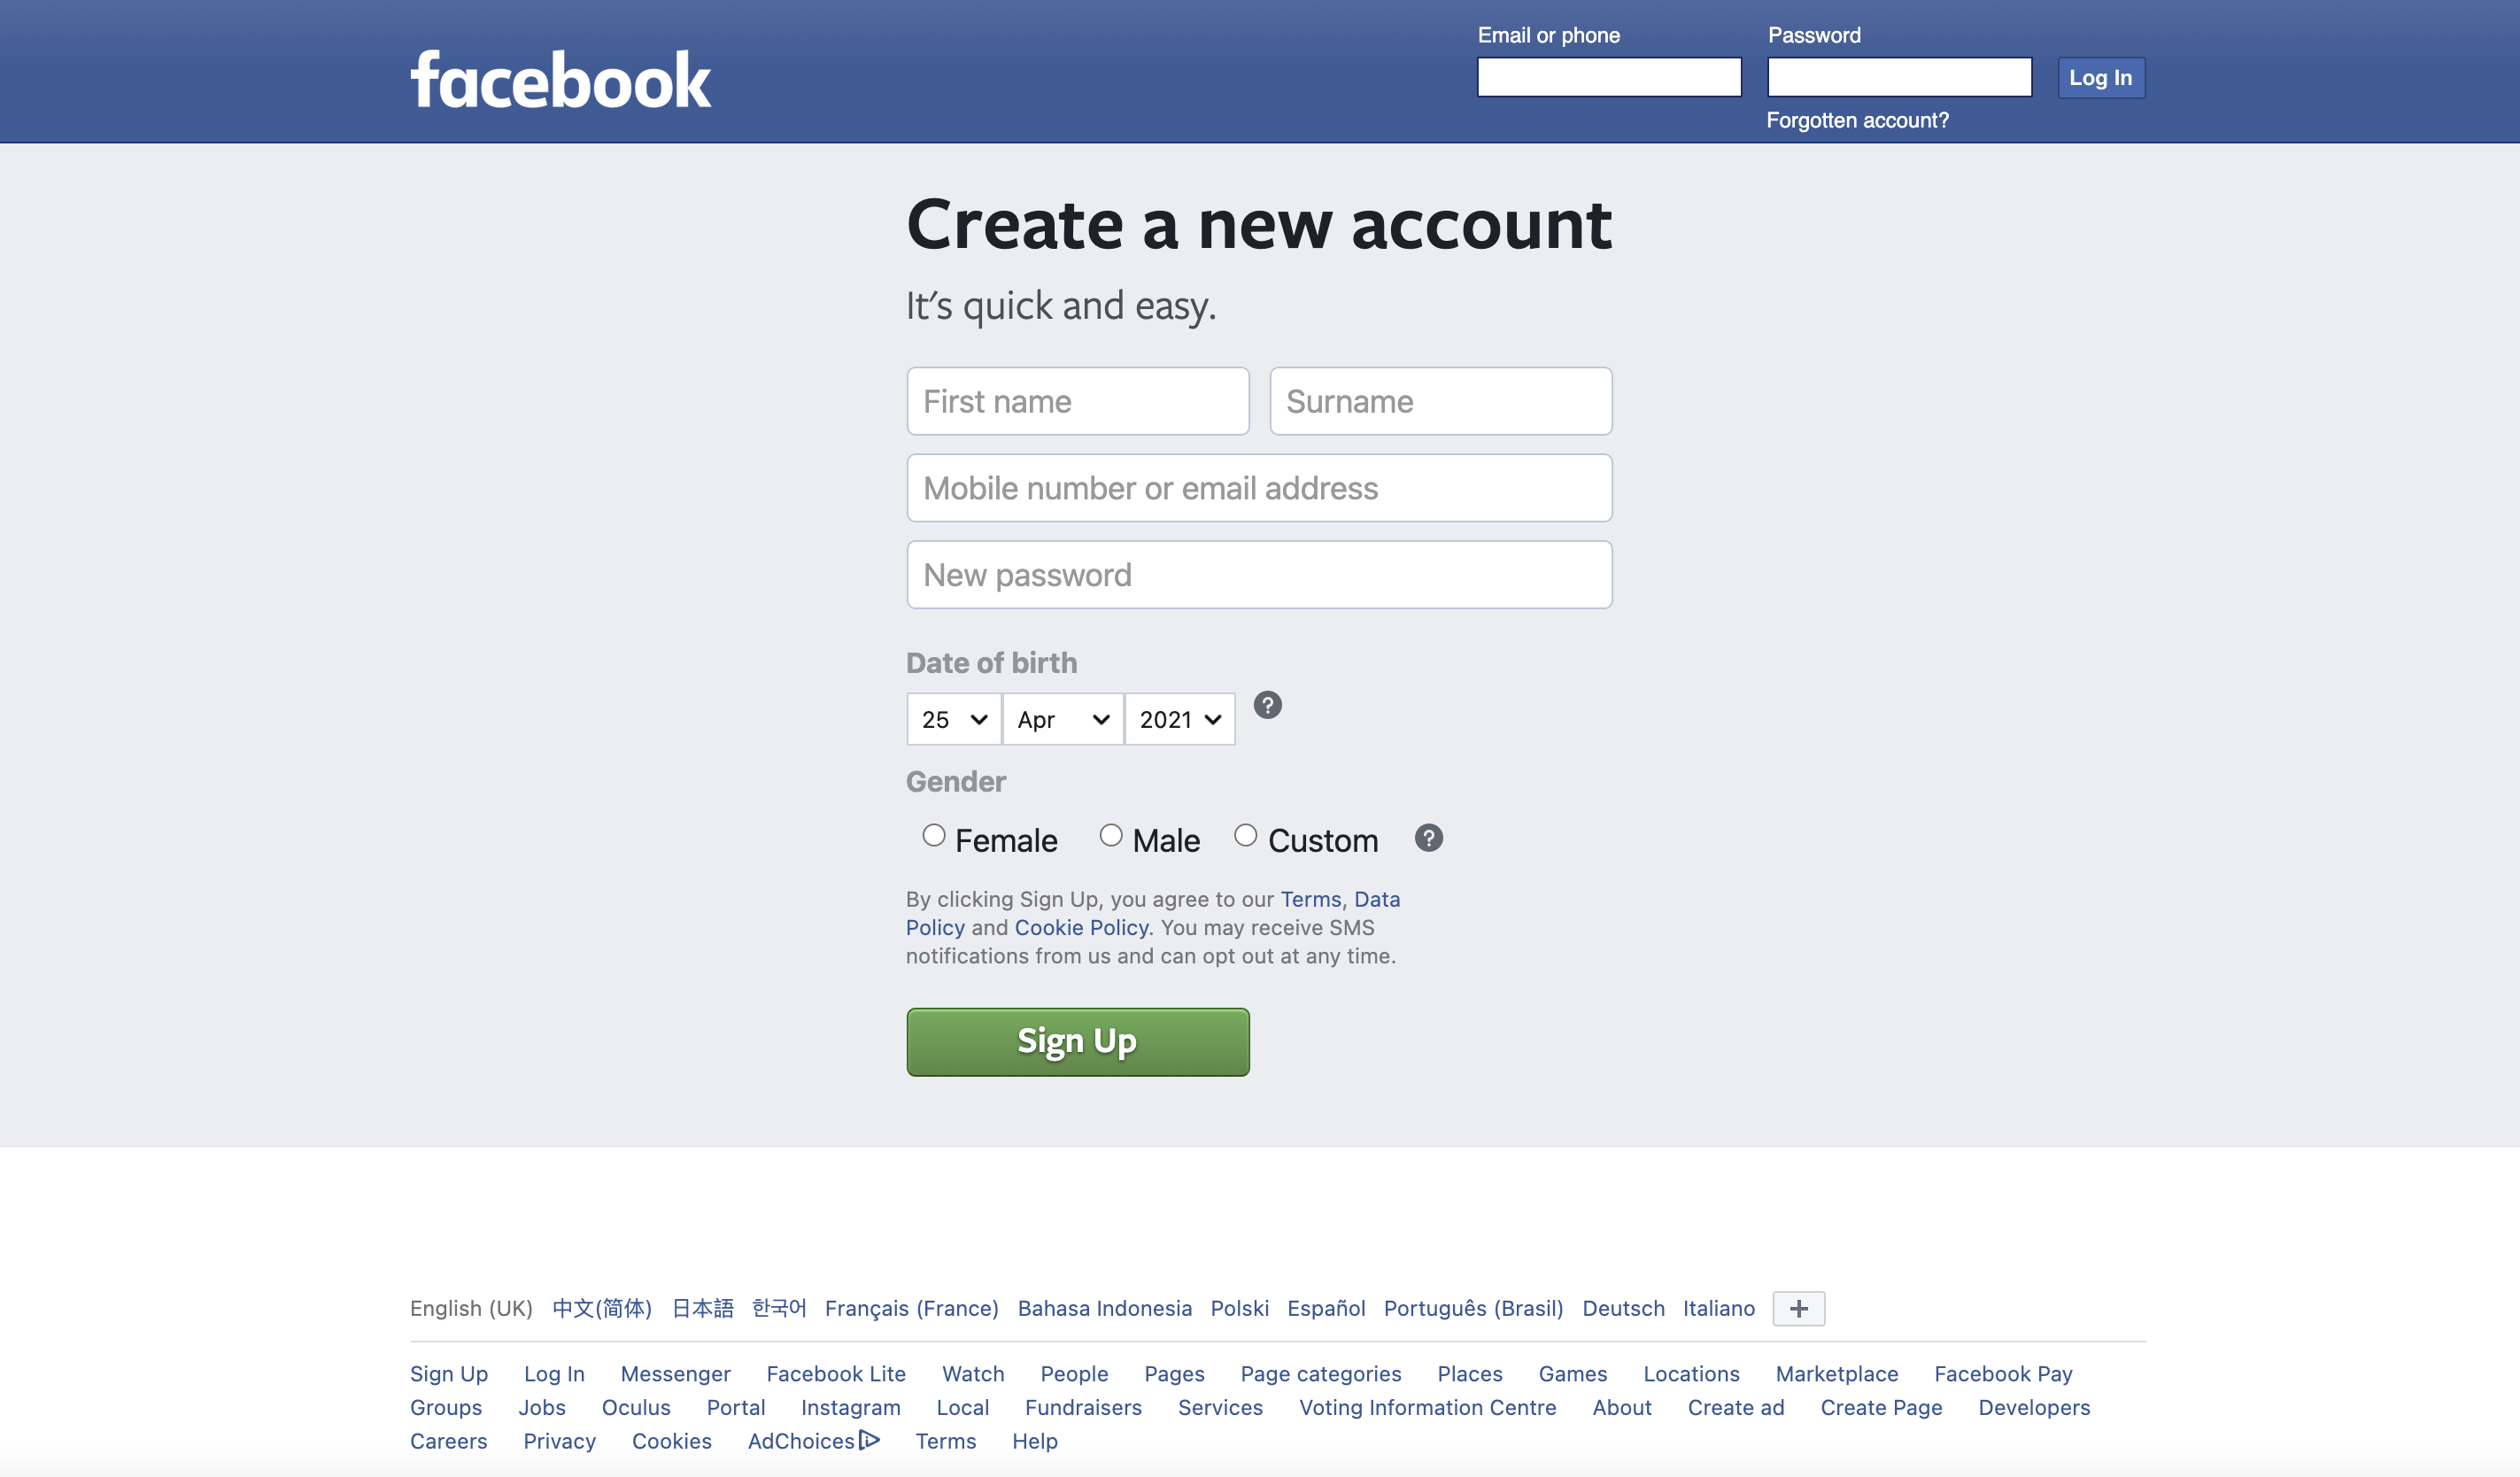 facebook
Email or phone
Password
Log In
Forgotten account?
Create a new account
It's quick and easy.
First name
Surname
Mobile number or email address
New password
Date of birth
25 Apr 2021 ?
Gender
Female Male Custom ?
By clicking Sign Up, you agree to our Terms, Data
Policy and Cookie Policy. You may receive SMS
notifications from us and can opt out at any time.
Sign Up
English (UK) 中文(简体) 日本語 한국어 Français (France) Bahasa Indonesia Polski Español Português (Brasil) Deutsch Italiano +
Sign Up Log In Messenger Facebook Lite Watch People Pages Page categories Places Games Locations Marketplace Facebook Pay
Groups Jobs Oculus Portal Instagram Local Fundraisers Services Voting Information Centre About Create ad Create Page Developers
Careers Privacy Cookies AdChoices Terms Help